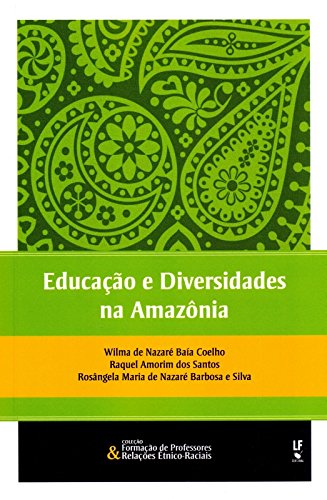 Educação e Diversidades
na Amazônia
Wilma de Nazaré Baía Coelho
Raquel Amorim dos Santos
Rosângela Maria de Nazaré Barbosa e Silva
COLEÇÃO
Formação de Professores
& Relações Étnico-Raciais
LF